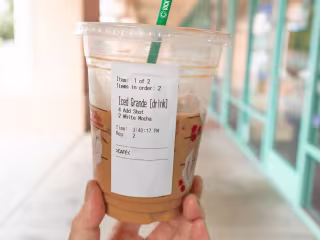 Item: 1 of 2
Items in order: 2
Iced Grande [drink]
4 Add Shot
2 White Mocha
Time: 2:40:17 PM
Reg: 2